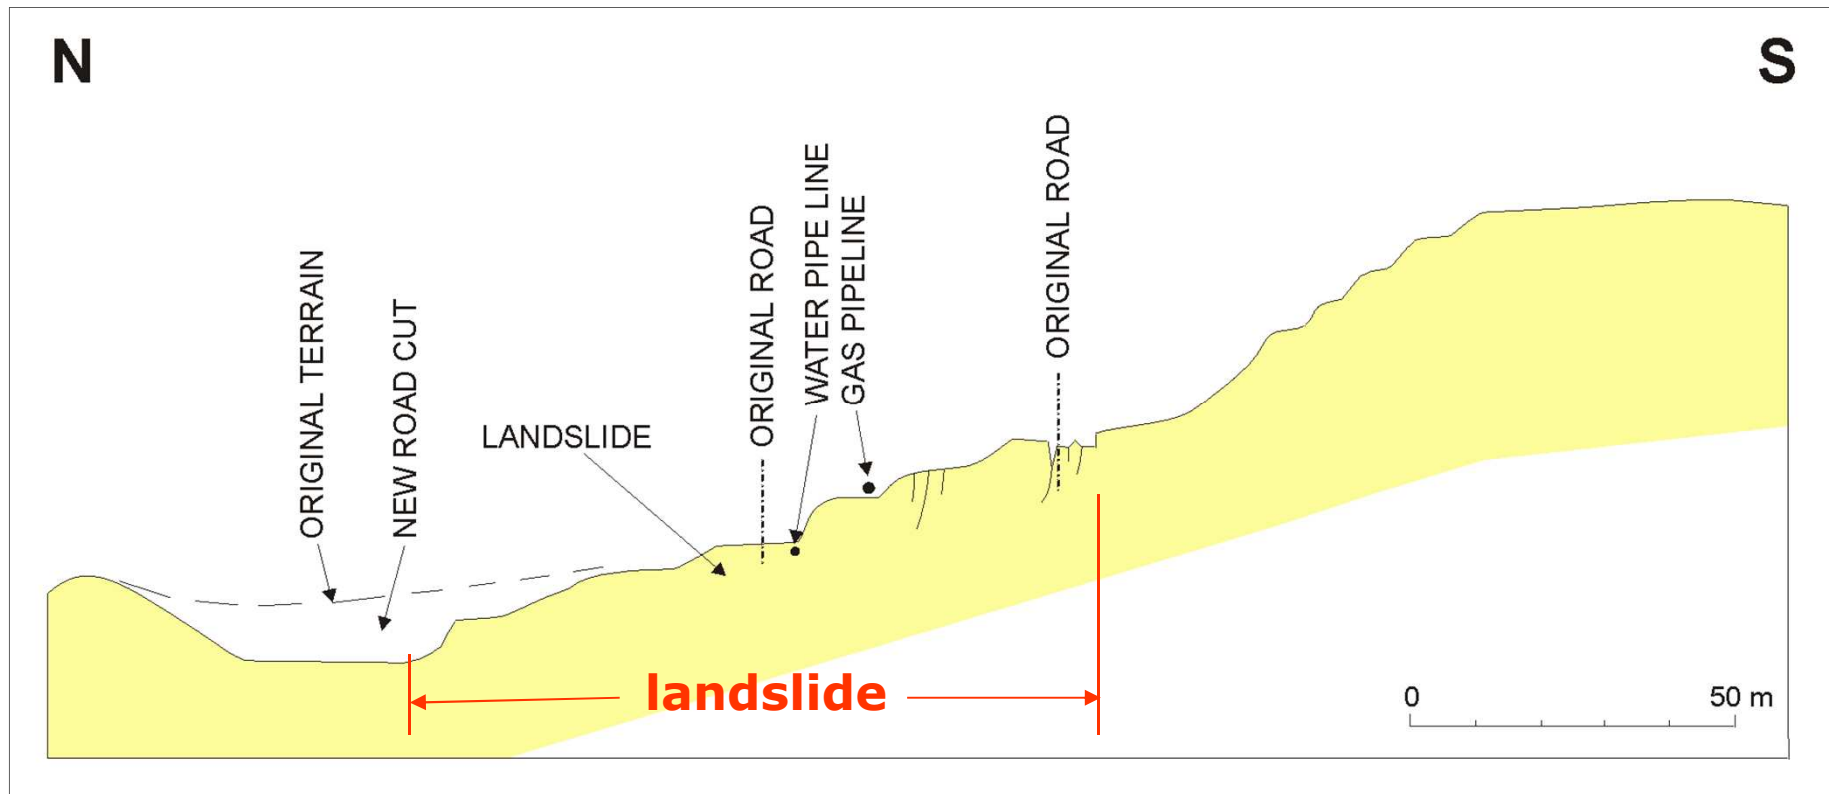 N
S
ORIGINAL TERRAIN
NEW ROAD CUT
LANDSLIDE
ORIGINAL ROAD
WATER PIPE LINE
GAS PIPELINE
ORIGINAL ROAD
landslide
0
50 m